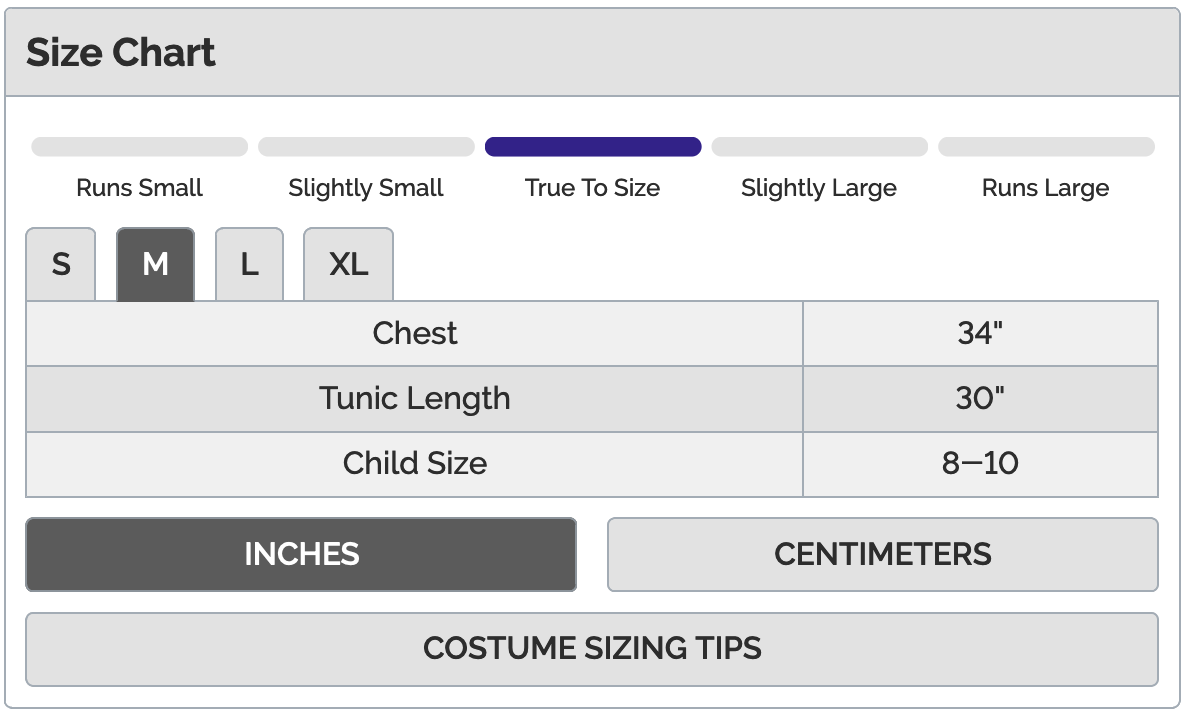 Size Chart
Runs Small Slightly Small True To Size Slightly Large Runs Large
S M L XL
Chest 34"
Tunic Length 30"
Child Size 8–10
INCHES CENTIMETERS
COSTUME SIZING TIPS